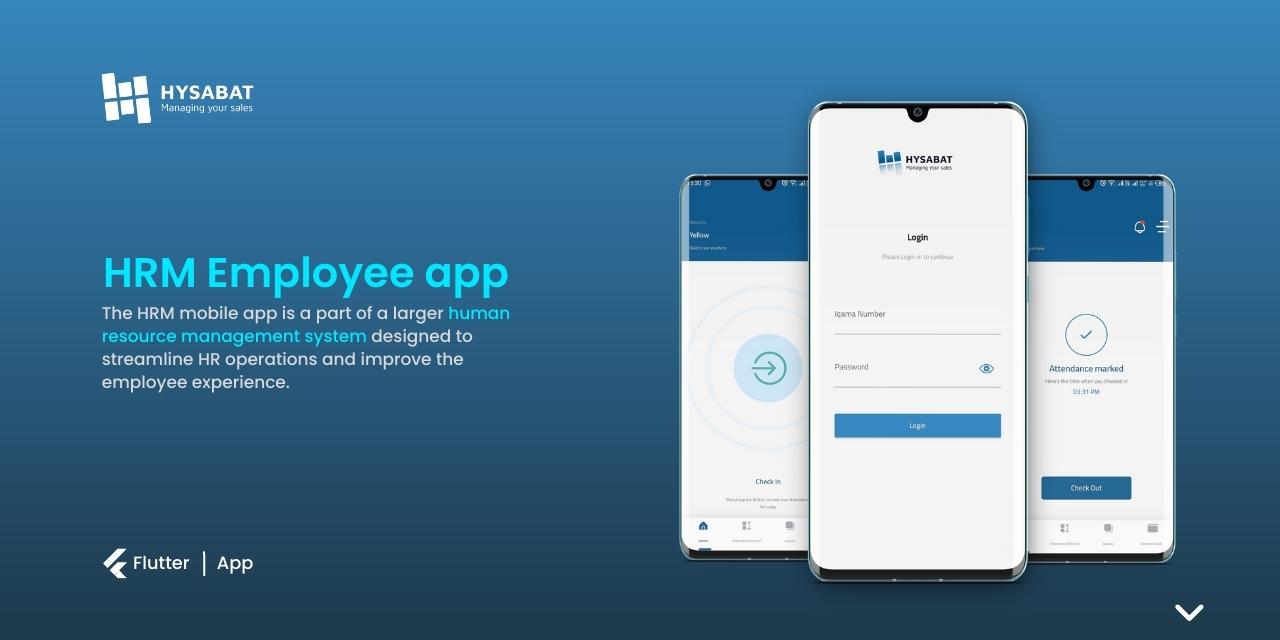 HYSABAT
Managing your sales
HRM Employee app
The HRM mobile app is a part of a larger human
resource management system designed to
streamline HR operations and improve the
employee experience.
Flutter | App
5:30
Welcome
Yellow
Glad to see you here
Check In
Please tap the Button to mark your Attendance
for today
Home
Attendance Record
Leaves
HYSABAT
Managing your sales
Login
Please Login-in to continue
Iqama Number
Password
Login
you here
Attendance marked
Here's the time when you checked in
03:31 PM
Check Out
Attendance Record
Leaves